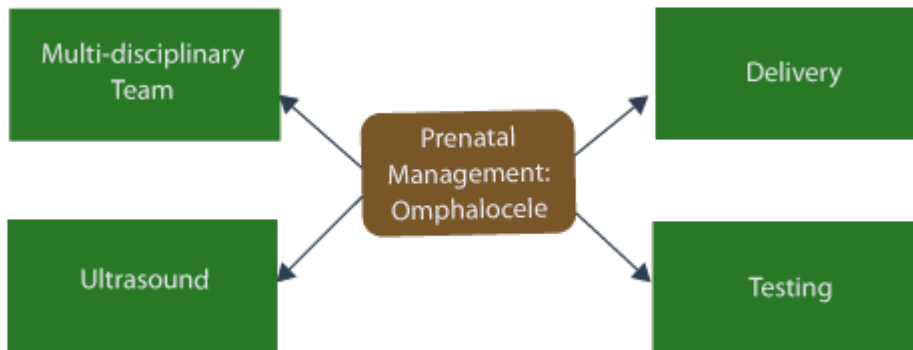 Multi-disciplinary
Team
Delivery
Prenatal
Management:
Omphalocele
Ultrasound
Testing